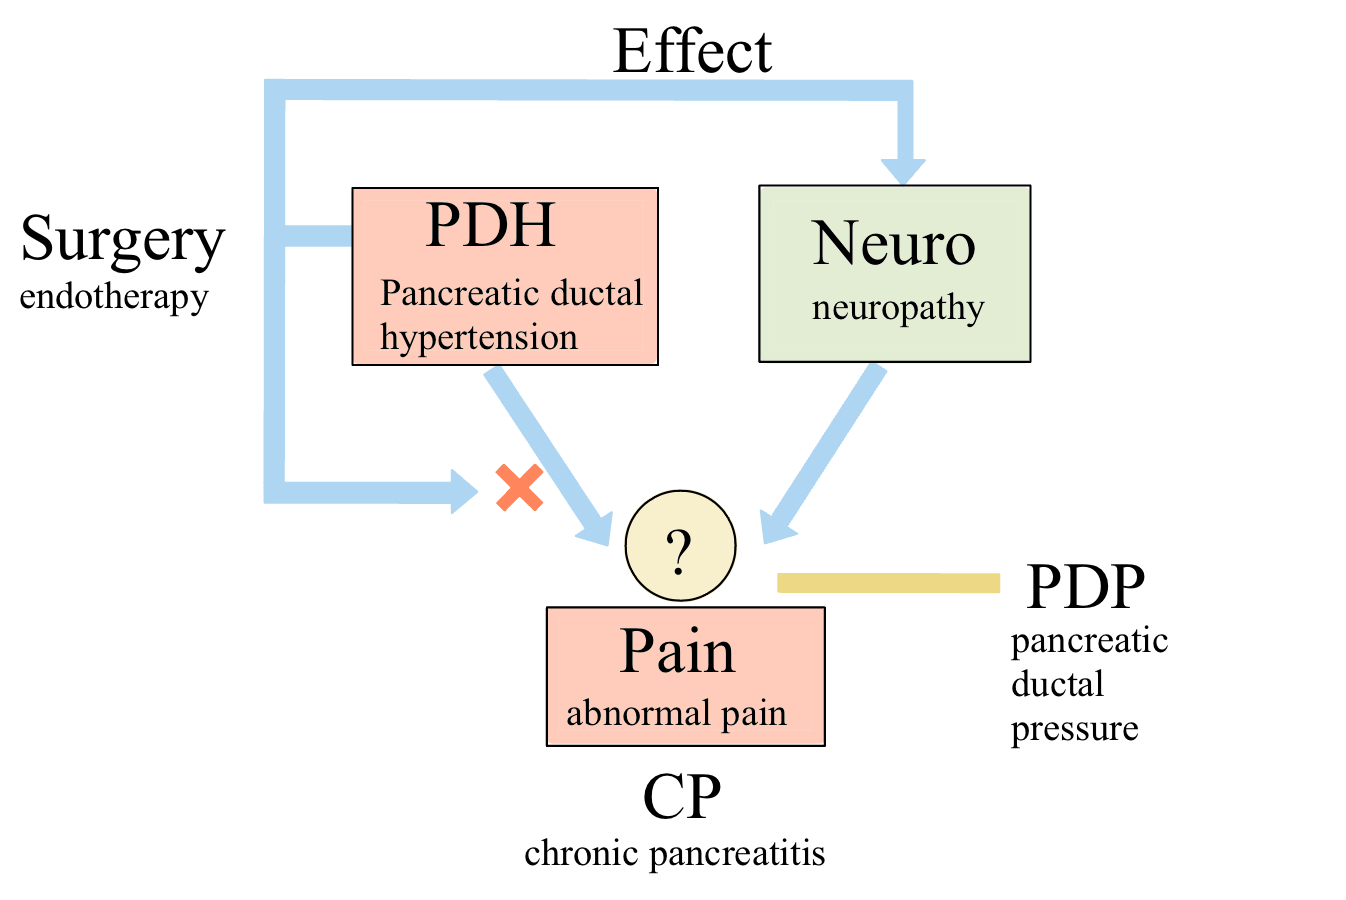 Effect
Surgery
endotherapy
PDH
Pancreatic ductal
hypertension
Neuro
neuropathy
?
Pain
abnormal pain
PDP
pancreatic
ductal
pressure
CP
chronic pancreatitis